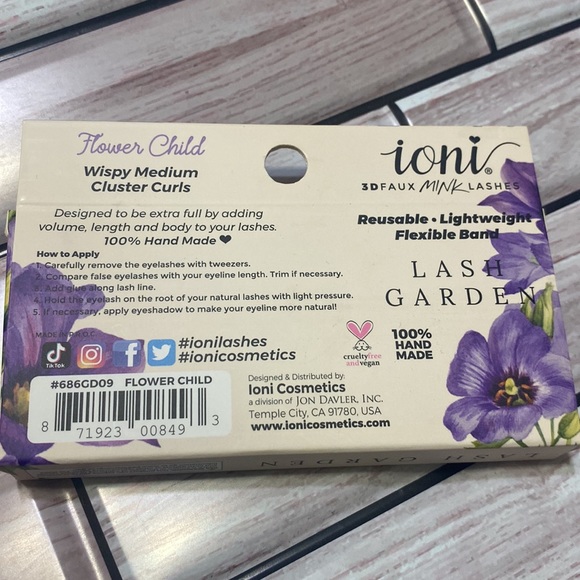 Flower Child
Wispy Medium
Cluster Curls
Designed to be extra full by adding
volume, length and body to your lashes.
100% Hand Made ❤
How to Apply
1. Carefully remove the eyelashes with tweezers.
2. Compare false eyelashes with your eyeline length. Trim if necessary.
3. Add glue along lash line.
4. Hold the eyelash on the root of your natural lashes with light pressure.
5. If necessary, apply eyeshadow to make your eyeline more natural!
MADE IN P.R.O.C.
TikTok
#ionilashes
#ionicosmetics
#686GD09 FLOWER CHILD
8 71923 00849 3
ioni®
3D FAUX MINK LASHES
Reusable • Lightweight
Flexible Band
LASH
GARDEN
crueltyfree
and vegan
100%
HAND
MADE
Designed & Distributed by:
Ioni Cosmetics
a division of JON DAVLER, INC.
Temple City, CA 91780, USA
www.ionicosmetics.com
LASH GARDEN